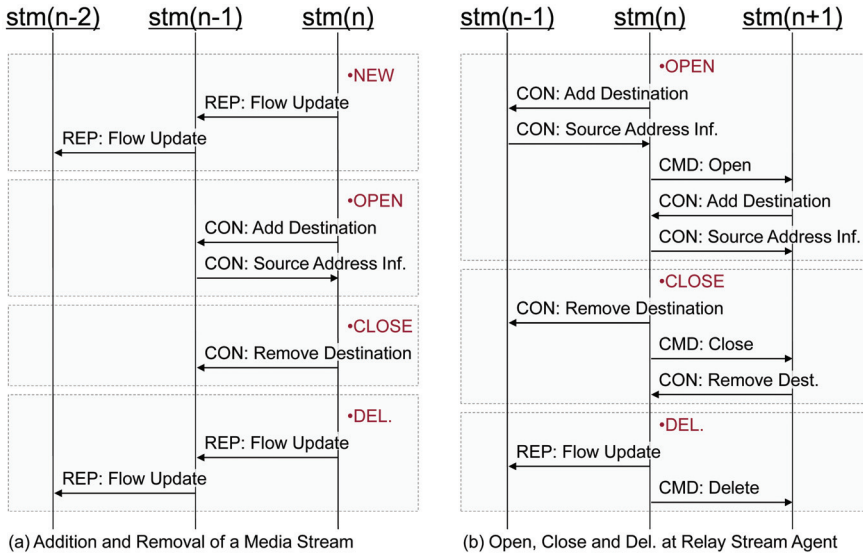 stm(n-2) stm(n-1) stm(n)
•NEW
REP: Flow Update
REP: Flow Update
•OPEN
CON: Add Destination
CON: Source Address Inf.
•CLOSE
CON: Remove Destination
•DEL.
REP: Flow Update
REP: Flow Update
(a) Addition and Removal of a Media Stream
stm(n-1) stm(n) stm(n+1)
•OPEN
CON: Add Destination
CON: Source Address Inf.
CMD: Open
CON: Add Destination
CON: Source Address Inf.
•CLOSE
CON: Remove Destination
CMD: Close
CON: Remove Dest.
•DEL.
REP: Flow Update
CMD: Delete
(b) Open, Close and Del. at Relay Stream Agent